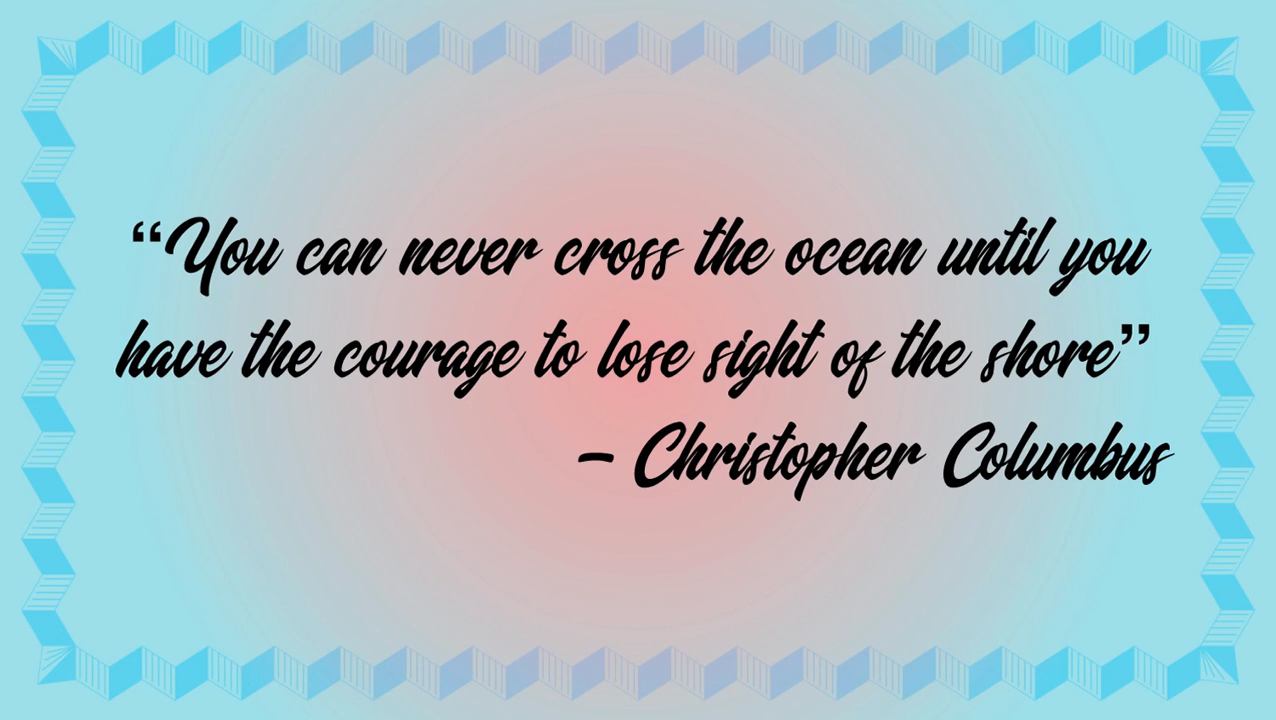 “You can never cross the ocean until you
have the courage to lose sight of the shore”
– Christopher Columbus